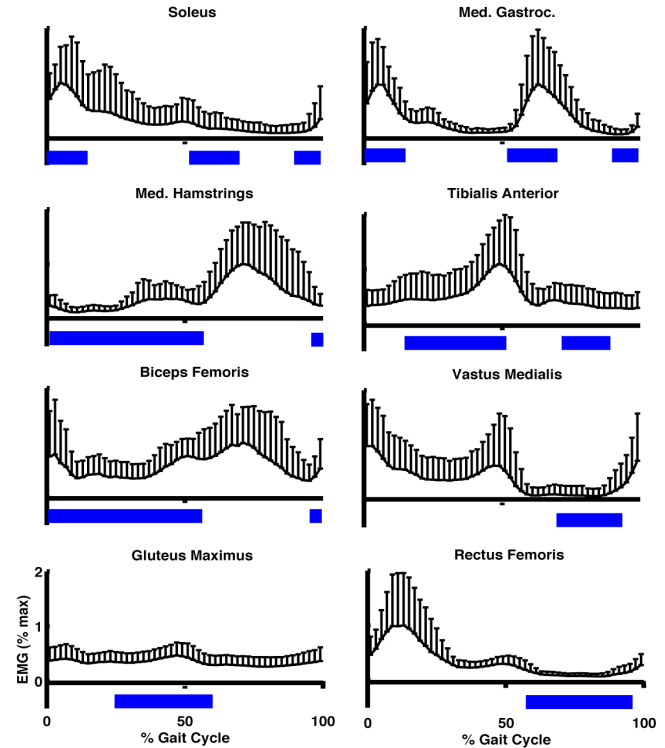 Soleus
Med. Gastroc.
Med. Hamstrings
Tibialis Anterior
Biceps Femoris
Vastus Medialis
Gluteus Maximus
Rectus Femoris
EMG (% max)
2
1
0
0
50
100
% Gait Cycle
0
50
100
% Gait Cycle